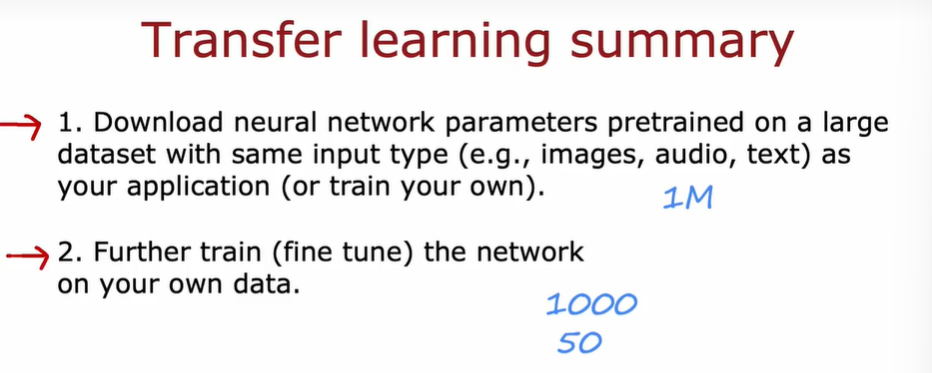 Transfer learning summary
1. Download neural network parameters pretrained on a large
dataset with same input type (e.g., images, audio, text) as
your application (or train your own).
1M
2. Further train (fine tune) the network
on your own data.
1000
50